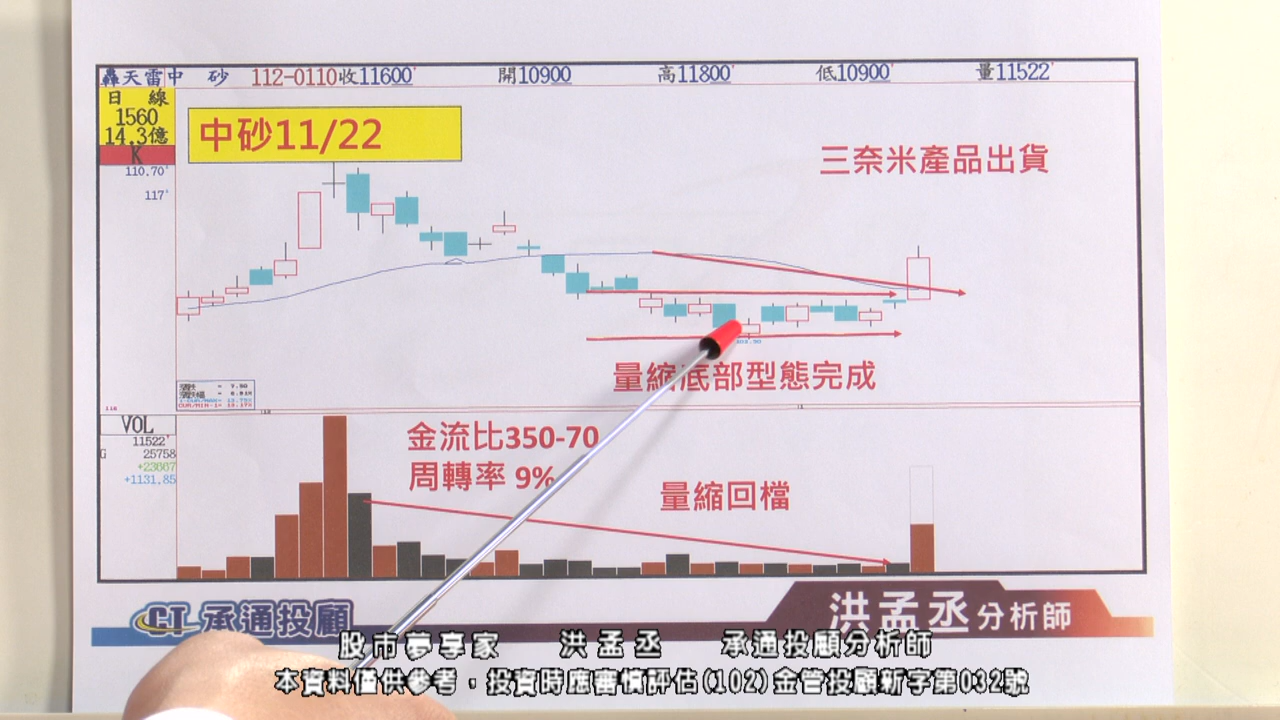 轟天雷中 砂 112-0110收11600 開10900 高11800 低10900 量11522
日 線
1560
14.3億
K
110.70
117
中砂11/22
三奈米產品出貨
量縮底部型態完成
VOL
11522
G 25758
+23007
+1131.85
金流比350-70
周轉率 9%
量縮回檔
CT 承通投顧
洪孟丞分析師
股市夢享家 洪孟丞 承通投顧分析師
本資料僅供參考，投資時應審慎評估(102)金管投顧新字第032號